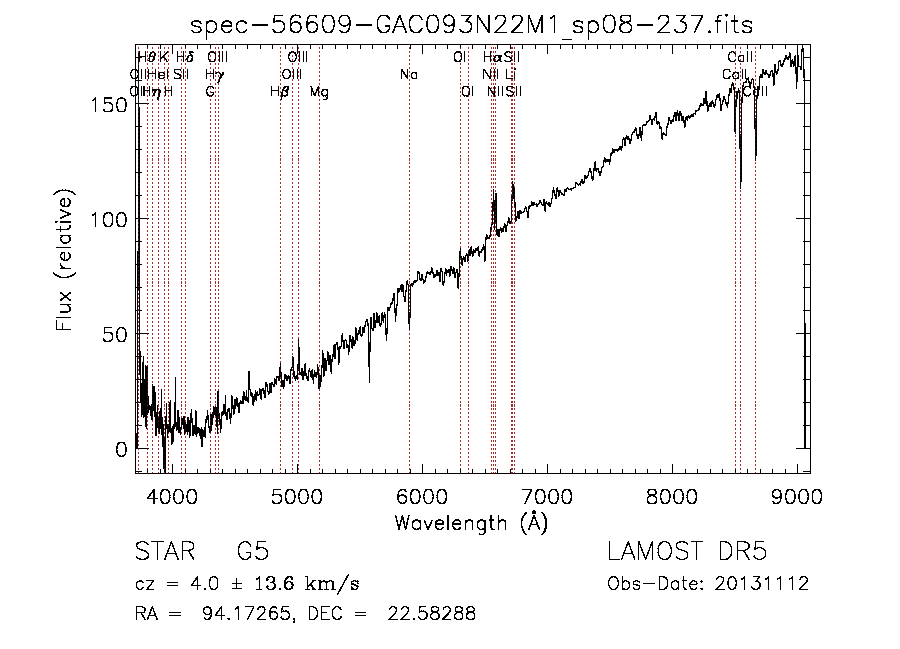 spec-56609-GAC093N22M1_sp08-237.fits
Hθ K Hδ OIII OIII OI Hα SII CaII
OII HeI SII Hγ OIII Na NII Li CaII
OII Hη H G Hβ Mg OI NII SII CaII
150
100
50
0
Flux (relative)
4000 5000 6000 7000 8000 9000
Wavelength (Å)
STAR G5 LAMOST DR5
cz = 4.0 ± 13.6 km/s Obs-Date: 20131112
RA = 94.17265, DEC = 22.58288